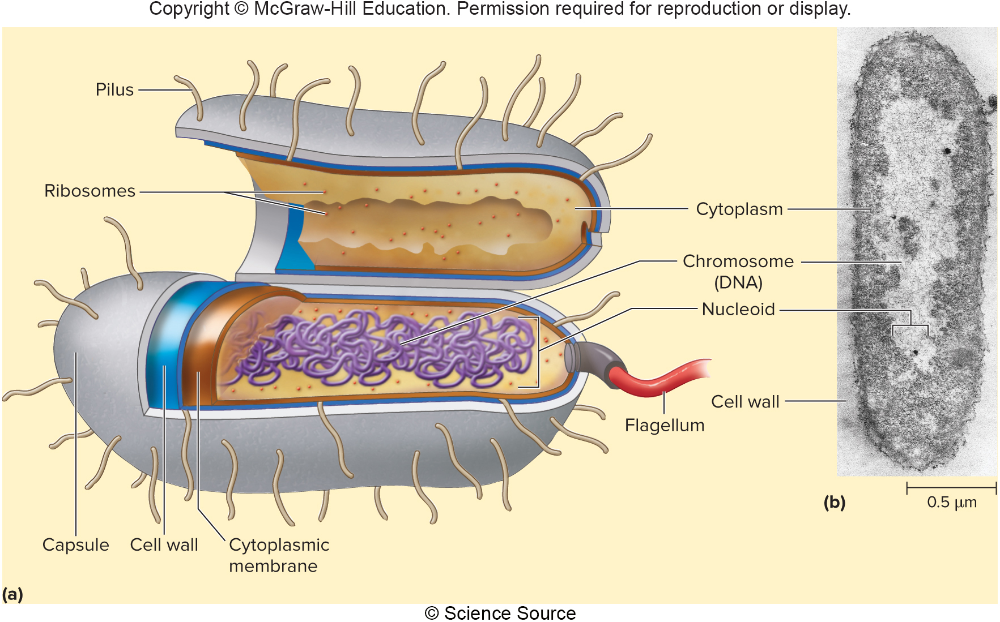 Copyright © McGraw-Hill Education. Permission required for reproduction or display.
Pilus
Ribosomes
Cytoplasm
Chromosome
(DNA)
Nucleoid
Cell wall
Flagellum
0.5 μm
(b)
Capsule
Cell wall
Cytoplasmic
membrane
(a)
© Science Source